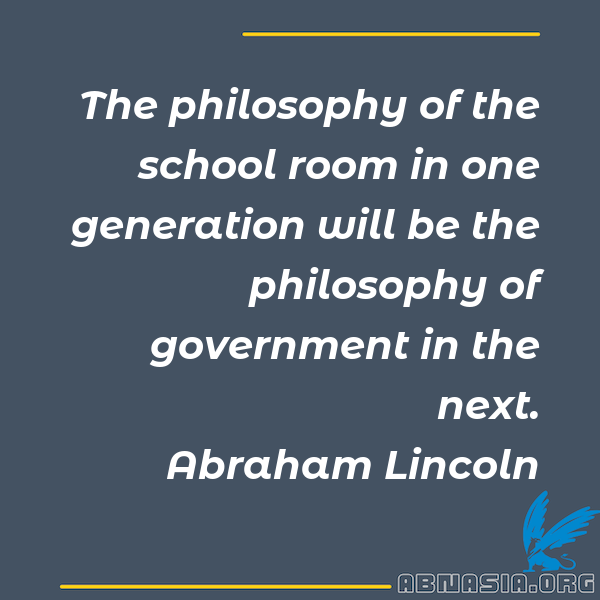 The philosophy of the
school room in one
generation will be the
philosophy of
government in the
next.
Abraham Lincoln
ABNASIA.ORG